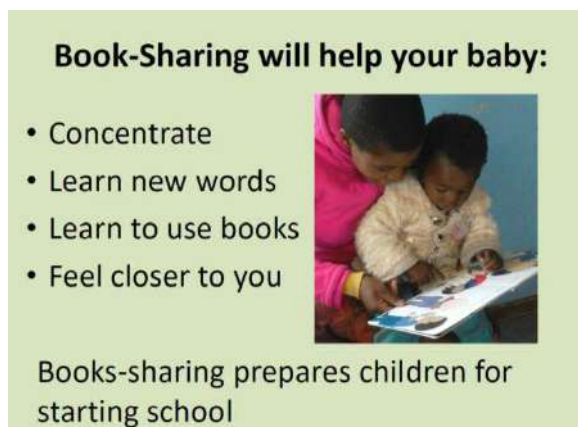 Book-Sharing will help your baby:
• Concentrate
• Learn new words
• Learn to use books
• Feel closer to you
Books-sharing prepares children for
starting school